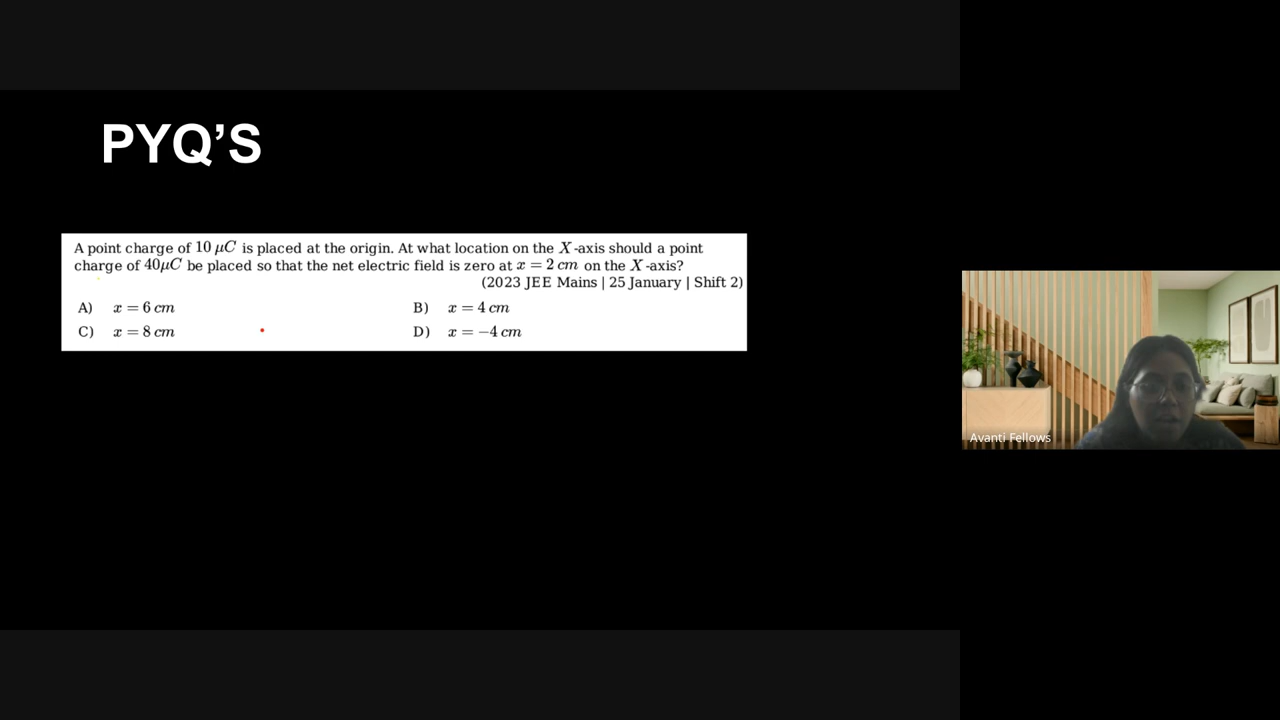 PYQ'S
A point charge of 10 μC is placed at the origin. At what location on the X-axis should a point
charge of 40μC be placed so that the net electric field is zero at x = 2 cm on the X-axis?
(2023 JEE Mains | 25 January | Shift 2)
A) x = 6 cm B) x = 4 cm
C) x = 8 cm D) x = −4 cm
Avanti Fellows